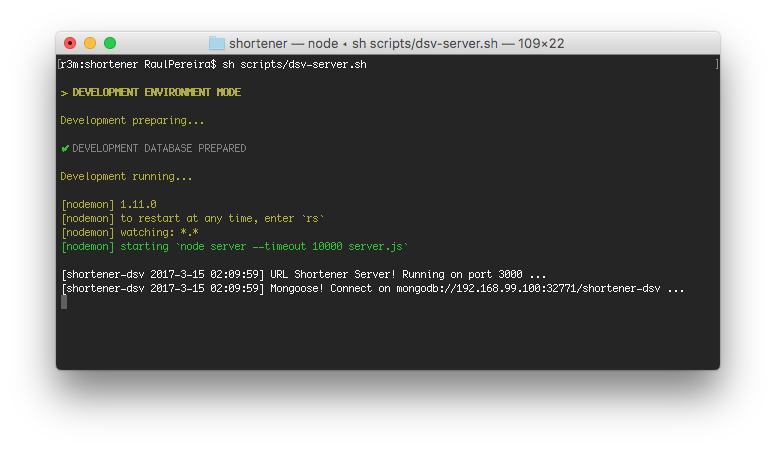 shortener — node • sh scripts/dsv-server.sh — 109×22
[r3m:shortener RaulPereira$ sh scripts/dsv-server.sh ]
> DEVELOPMENT ENVIRONMENT MODE
Development preparing...
✔ DEVELOPMENT DATABASE PREPARED
Development running...
[nodemon] 1.11.0
[nodemon] to restart at any time, enter `rs`
[nodemon] watching: *.*
[nodemon] starting `node server --timeout 10000 server.js`
[shortener-dsv 2017-3-15 02:09:59] URL Shortener Server! Running on port 3000 ...
[shortener-dsv 2017-3-15 02:09:59] Mongoose! Connect on mongodb://192.168.99.100:32771/shortener-dsv ...